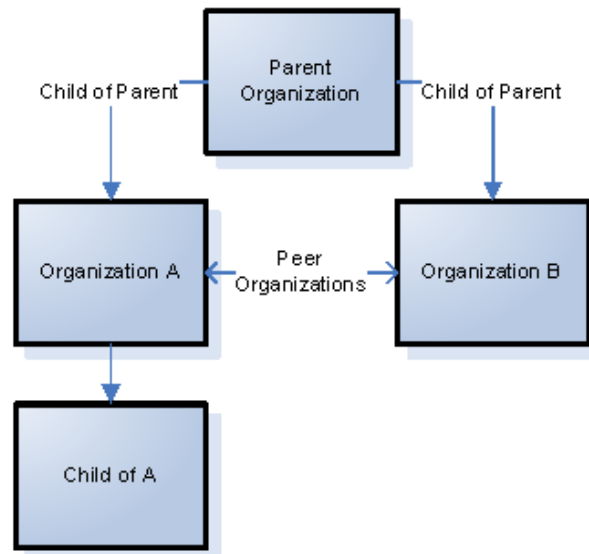 Parent
Organization
Child of Parent
Child of Parent
Organization A
Peer
Organizations
Organization B
Child of A